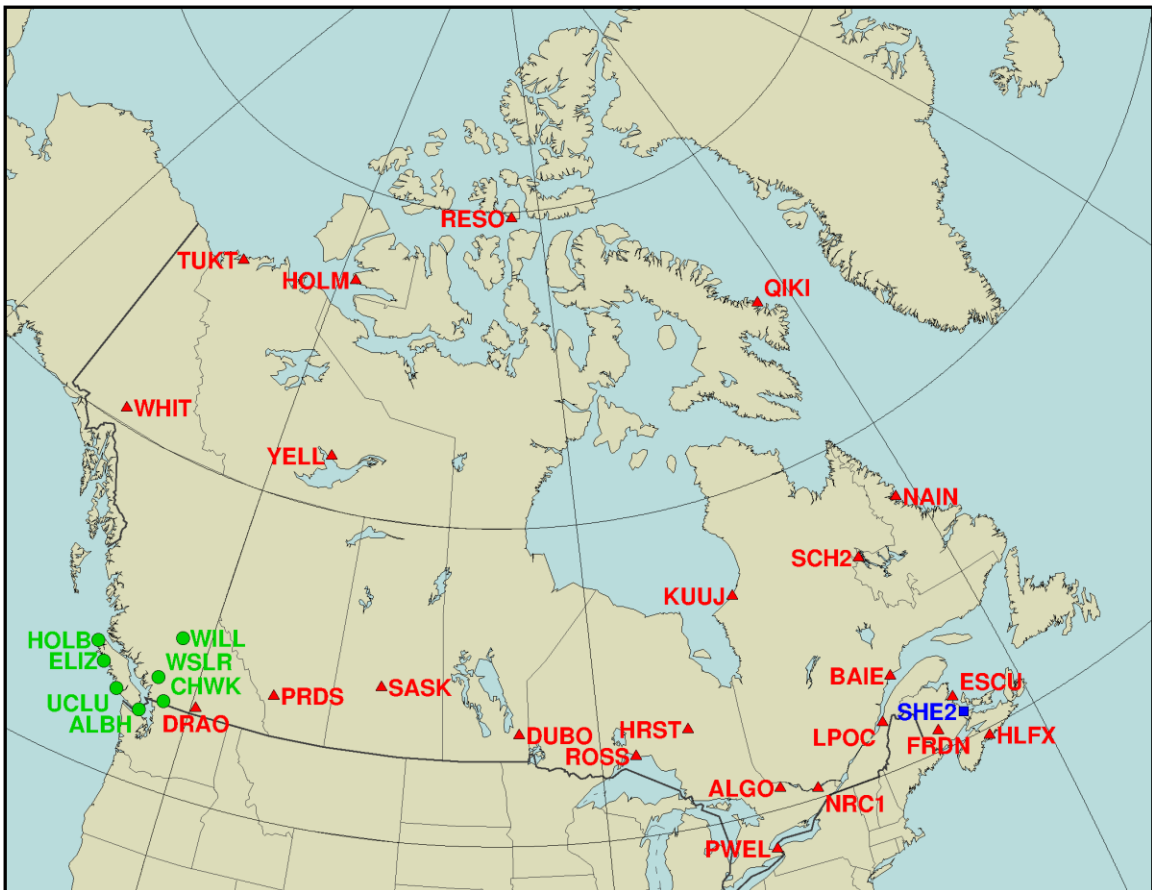 RESO
TUKT
HOLM
QIKI
WHIT
YELL
NAIN
SCH2
KUUJ
HOLB
WILL
ELIZ
WSLR
BAIE
CHWK
ESCU
PRDS
SASK
UCLU
SHE2
ALBH
DRAO
HRST
DUBO
LPOC
FRDN
HLFX
ROSS
ALGO
NRC1
PWEL